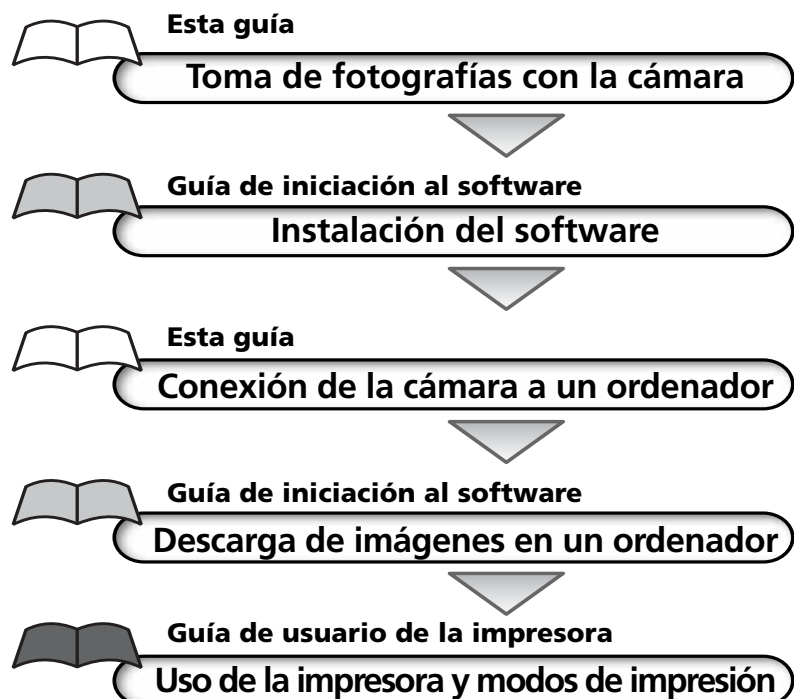 Esta guía
Toma de fotografías con la cámara
Guía de iniciación al software
Instalación del software
Esta guía
Conexión de la cámara a un ordenador
Guía de iniciación al software
Descarga de imágenes en un ordenador
Guía de usuario de la impresora
Uso de la impresora y modos de impresión